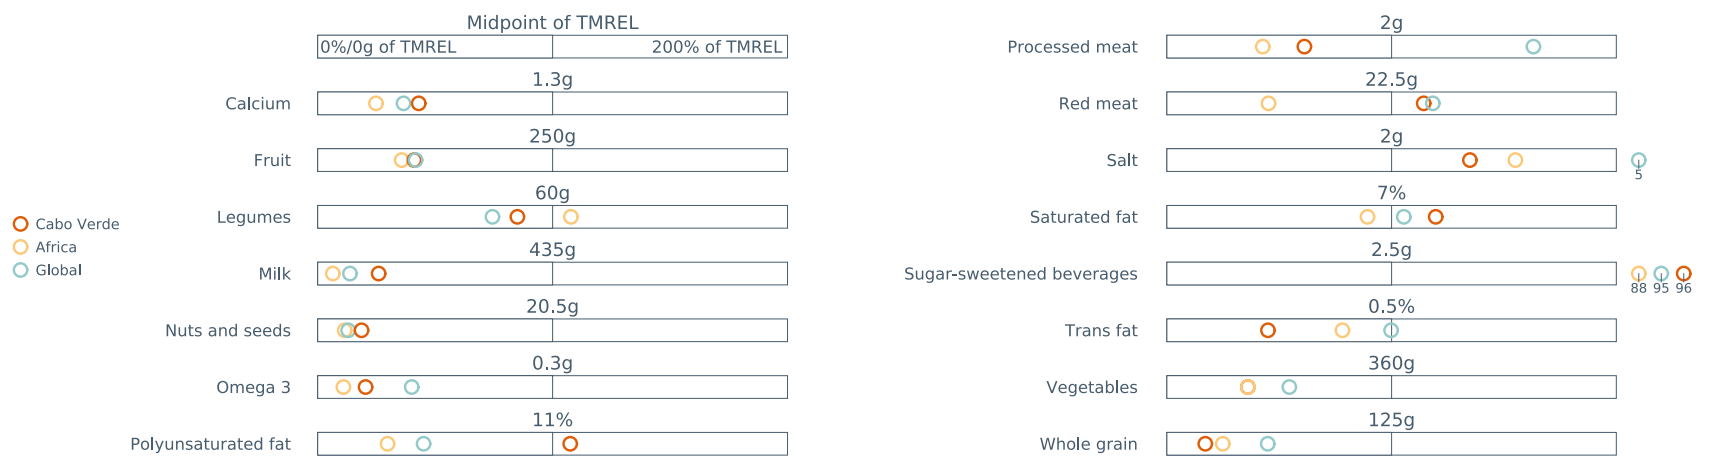 Midpoint of TMREL
0%/0g of TMREL 200% of TMREL
1.3g
Calcium
250g
Fruit
60g
Legumes
435g
Milk
20.5g
Nuts and seeds
0.3g
Omega 3
11%
Polyunsaturated fat
Cabo Verde
Africa
Global
2g
Processed meat
22.5g
Red meat
2g
Salt
5
7%
Saturated fat
2.5g
Sugar-sweetened beverages
88 95 96
0.5%
Trans fat
360g
Vegetables
125g
Whole grain